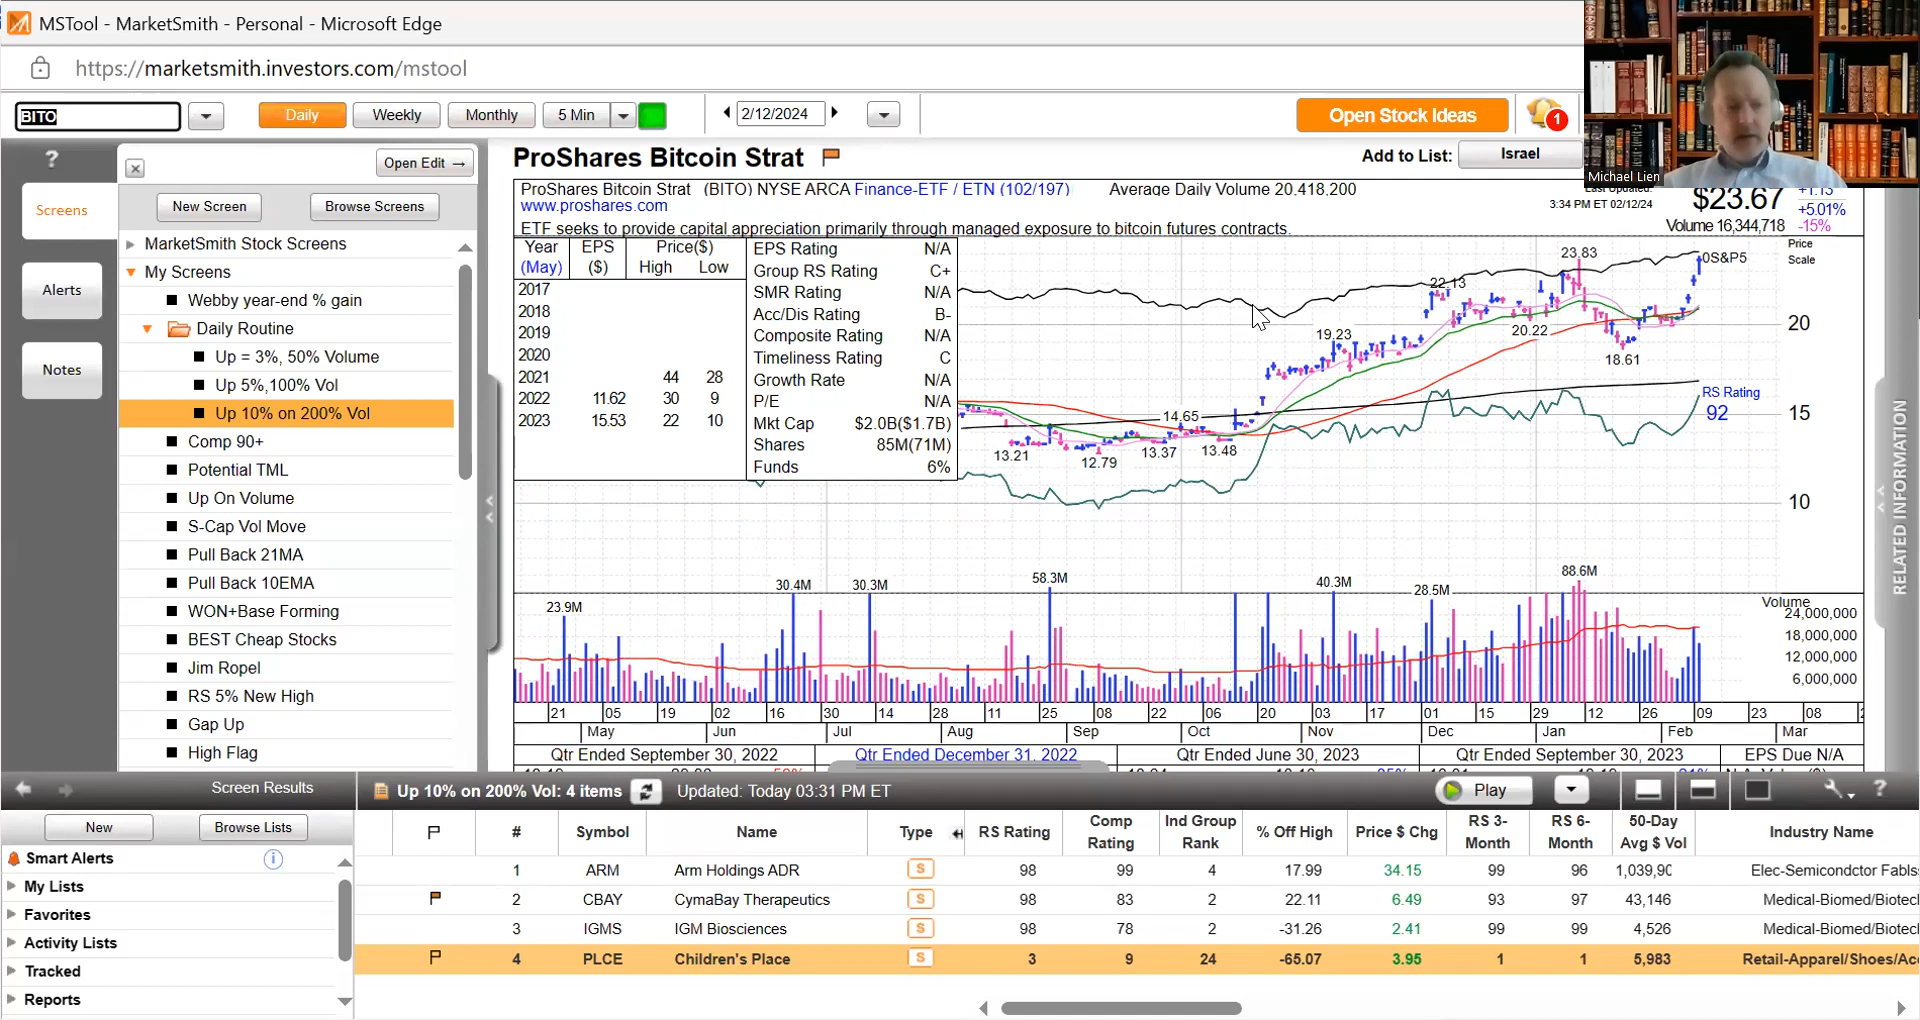 MSTool - MarketSmith - Personal - Microsoft Edge
https://marketsmith.investors.com/mstool
BITO
Daily
Weekly
Monthly
5 Min
2/12/2024
Open Stock Ideas
1
Michael Lien
?
Screens
Alerts
Notes
Open Edit →
New Screen
Browse Screens
MarketSmith Stock Screens
My Screens
Webby year-end % gain
Daily Routine
Up = 3%, 50% Volume
Up 5%,100% Vol
Up 10% on 200% Vol
Comp 90+
Potential TML
Up On Volume
S-Cap Vol Move
Pull Back 21MA
Pull Back 10EMA
WON+Base Forming
BEST Cheap Stocks
Jim Ropel
RS 5% New High
Gap Up
High Flag
ProShares Bitcoin Strat
Add to List:
Israel
ProShares Bitcoin Strat (BITO) NYSE ARCA Finance-ETF / ETN (102/197) Average Daily Volume 20,418,200
www.proshares.com
ETF seeks to provide capital appreciation primarily through managed exposure to bitcoin futures contracts.
Last Updated:
3:34 PM ET 02/12/24
$23.67
+1.13
+5.01%
Volume 16,344,718 -15%
Year EPS Price($)
(May) ($) High Low
2017
2018
2019
2020
2021 44 28
2022 11.62 30 9
2023 15.53 22 10
EPS Rating N/A
Group RS Rating C+
SMR Rating N/A
Acc/Dis Rating B-
Composite Rating N/A
Timeliness Rating C
Growth Rate N/A
P/E N/A
Mkt Cap $2.0B($1.7B)
Shares 85M(71M)
Funds 6%
Price
Scale
0S&P5
23.83
22.13
20
19.23
20.22
18.61
RS Rating
92
15
14.65
13.21
12.79
13.37
13.48
10
23.9M
30.4M
30.3M
58.3M
40.3M
28.5M
88.6M
Volume
24,000,000
18,000,000
12,000,000
6,000,000
21 05 19 02 16 30 14 28 11 25 08 22 06 20 03 17 01 15 29 12 26 09 23 08
May Jun Jul Aug Sep Oct Nov Dec Jan Feb Mar
Qtr Ended September 30, 2022 Qtr Ended December 31, 2022 Qtr Ended June 30, 2023 Qtr Ended September 30, 2023 EPS Due N/A
RELATED INFORMATION
Screen Results
Up 10% on 200% Vol: 4 items
Updated: Today 03:31 PM ET
Play
?
New
Browse Lists
Smart Alerts
i
My Lists
Favorites
Activity Lists
Tracked
Reports
# Symbol Name Type RS Rating Comp Rating Ind Group Rank % Off High Price $ Chg RS 3-Month RS 6-Month 50-Day Avg $ Vol Industry Name
1 ARM Arm Holdings ADR S 98 99 4 17.99 34.15 99 96 1,039,90 Elec-Semicondctor Fabls
2 CBAY CymaBay Therapeutics S 98 83 2 22.11 6.49 93 97 43,146 Medical-Biomed/Biotec
3 IGMS IGM Biosciences S 98 78 2 -31.26 2.41 99 99 4,526 Medical-Biomed/Biotec
4 PLCE Children's Place S 3 9 24 -65.07 3.95 1 1 5,983 Retail-Apparel/Shoes/Ac